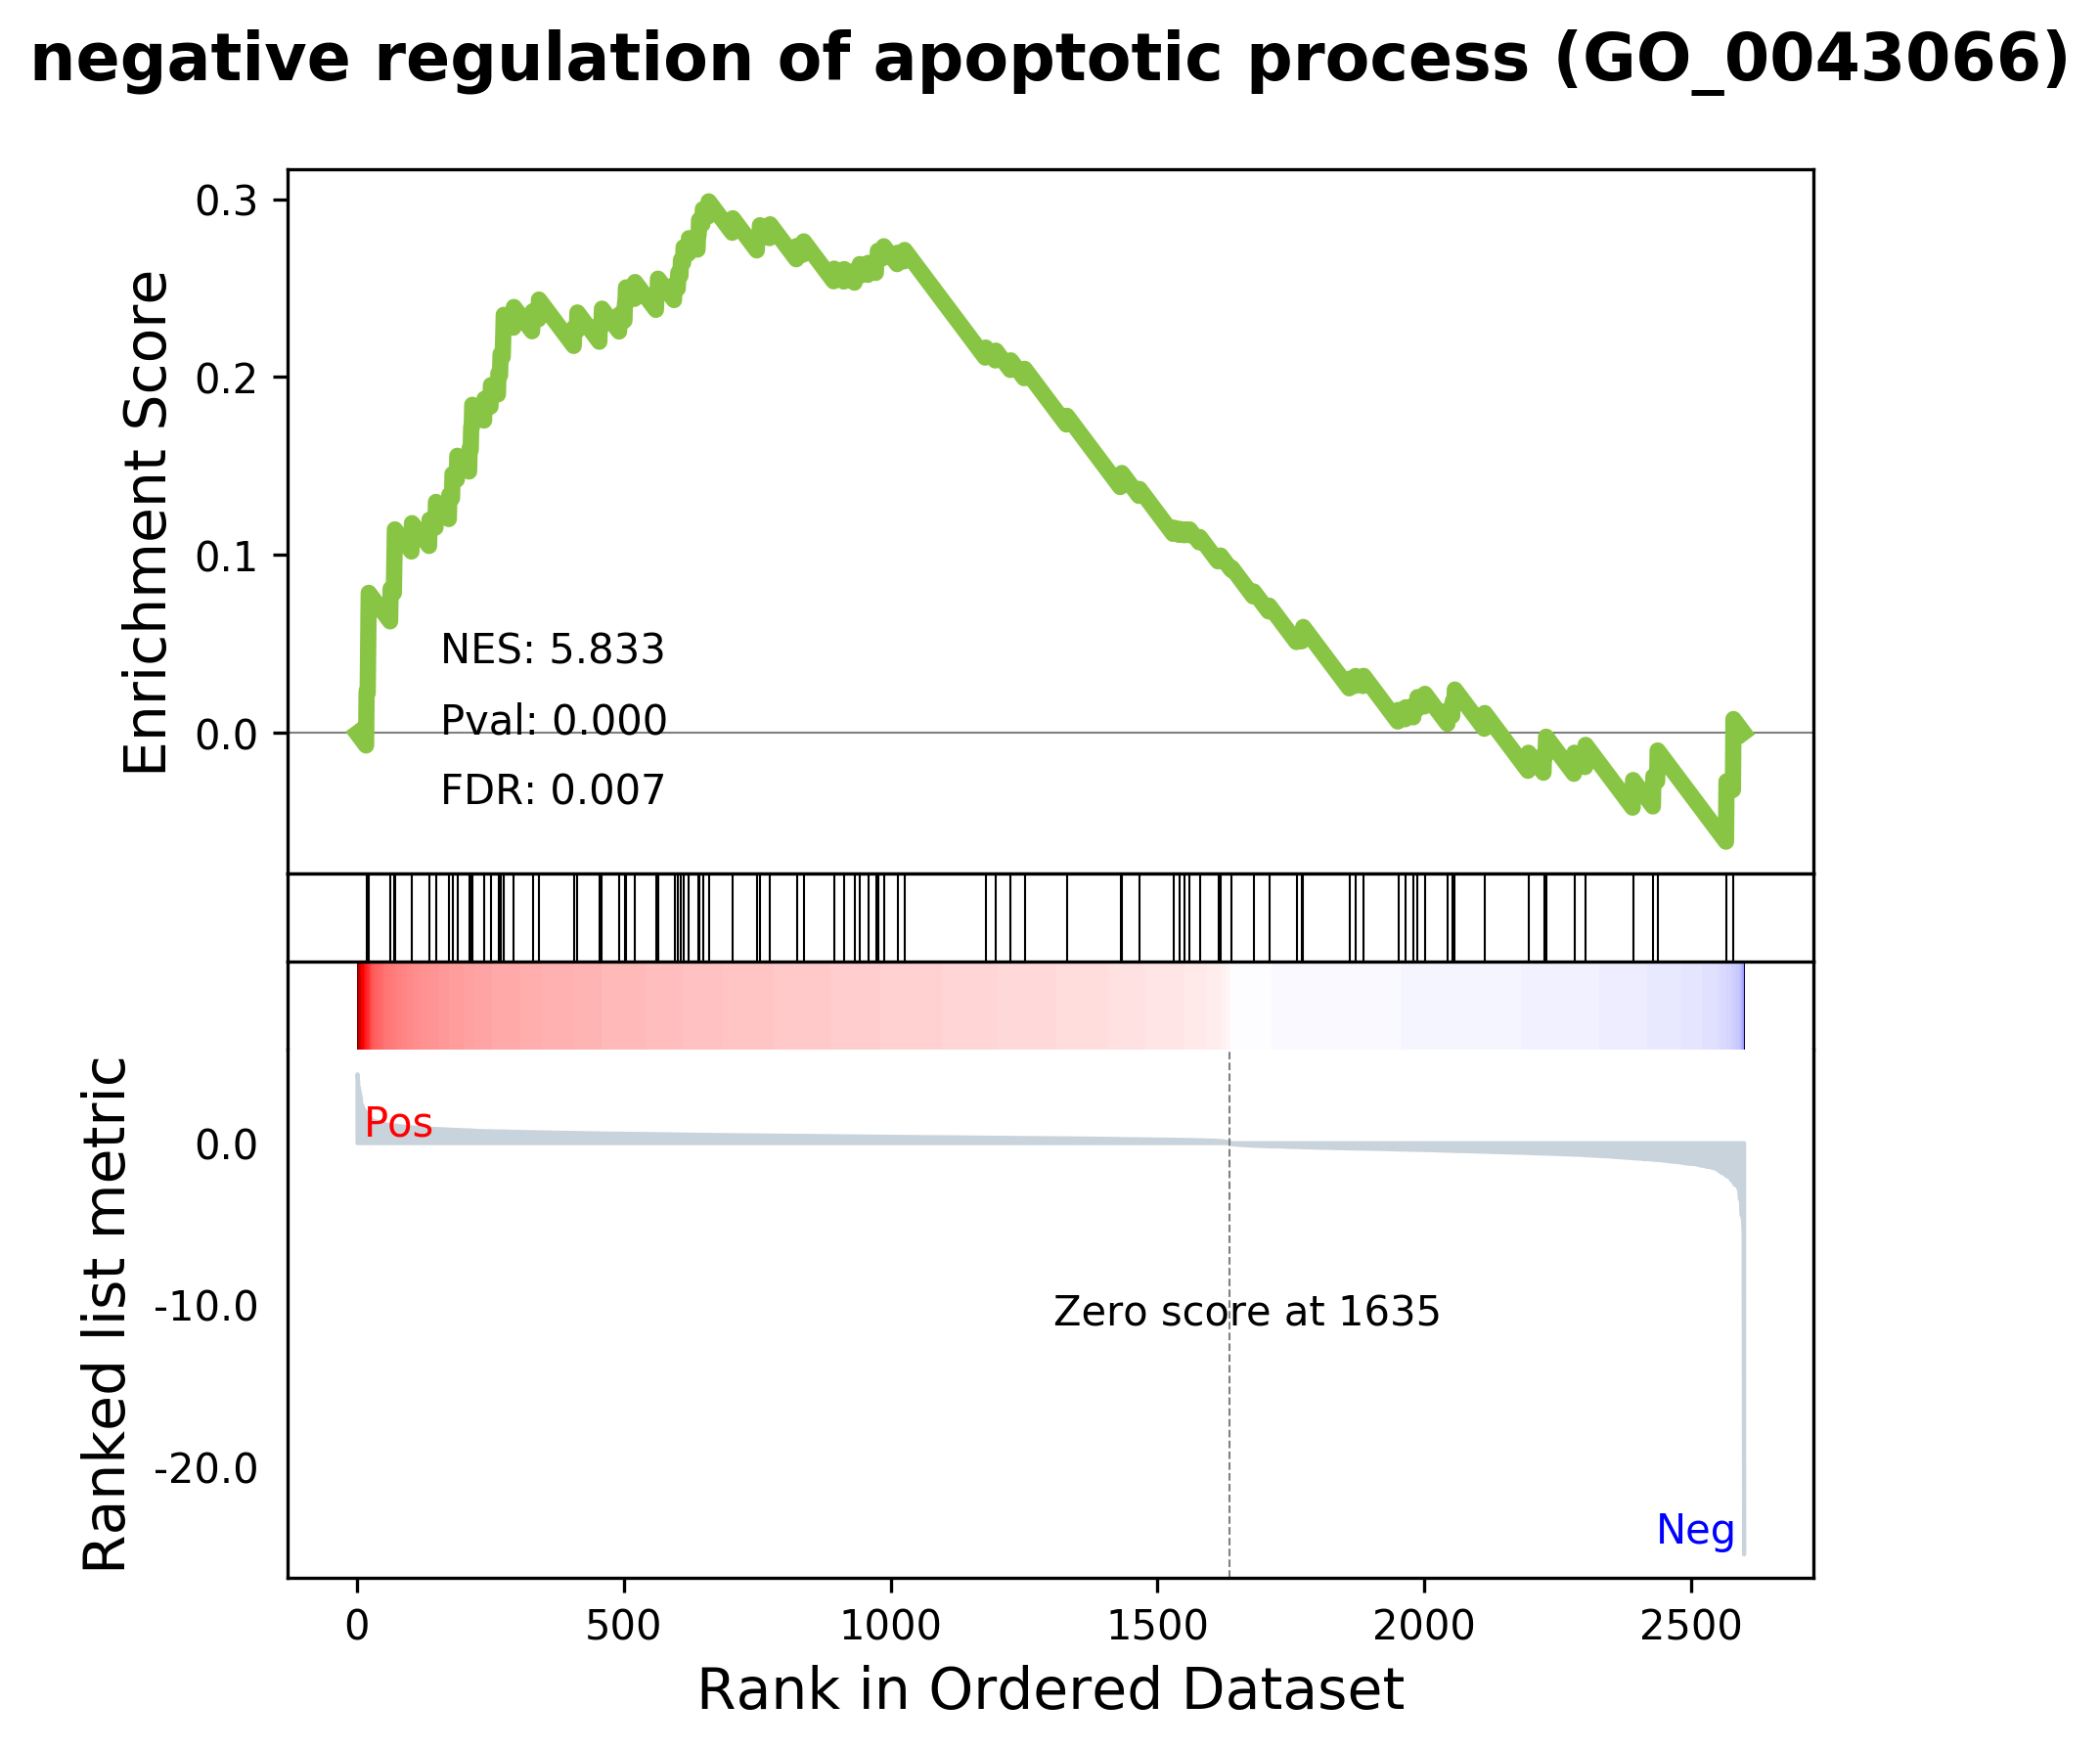 negative regulation of apoptotic process (GO_0043066)
Enrichment Score
0.3
0.2
0.1
0.0
NES: 5.833
Pval: 0.000
FDR: 0.007
Ranked list metric
0.0
-10.0
-20.0
Pos
Zero score at 1635
Neg
0 500 1000 1500 2000 2500
Rank in Ordered Dataset